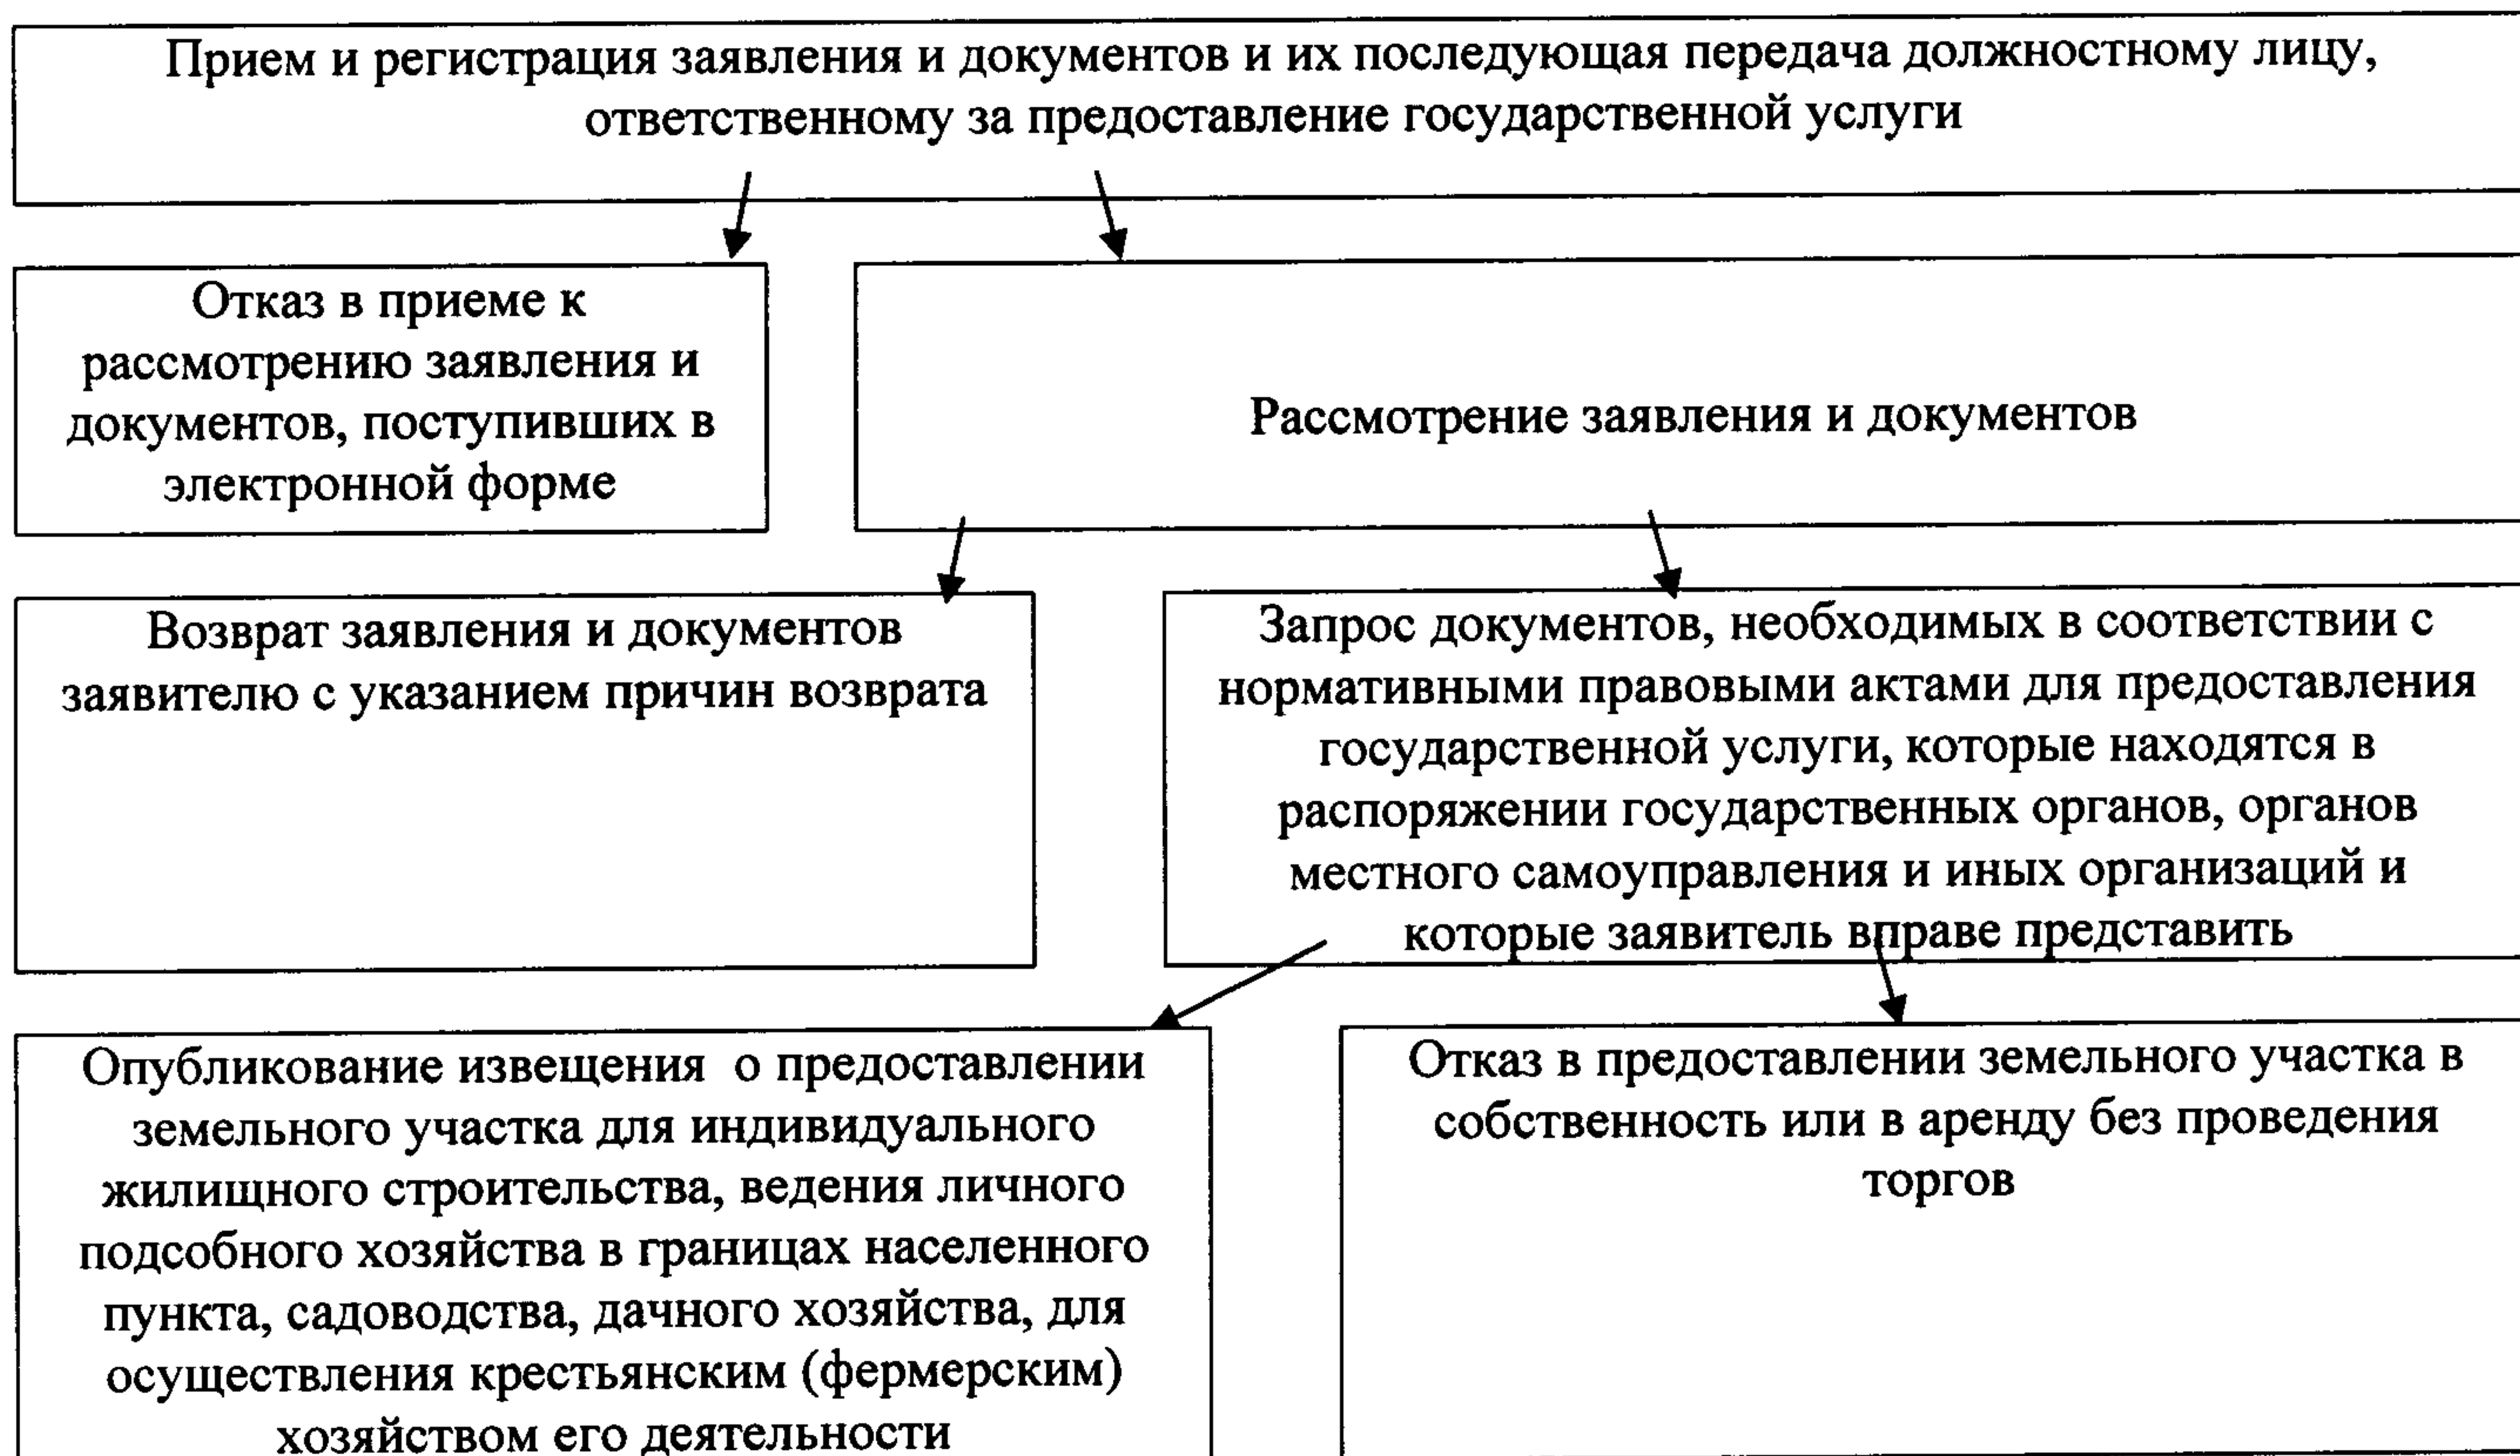 Прием и регистрация заявления и документов и их последующая передача должностному лицу,
ответственному за предоставление государственной услуги
Отказ в приеме к
рассмотрению заявления и
документов, поступивших в
электронной форме
Рассмотрение заявления и документов
Возврат заявления и документов
заявителю с указанием причин возврата
Запрос документов, необходимых в соответствии с
нормативными правовыми актами для предоставления
государственной услуги, которые находятся в
распоряжении государственных органов, органов
местного самоуправления и иных организаций и
которые заявитель вправе представить
Опубликование извещения о предоставлении
земельного участка для индивидуального
жилищного строительства, ведения личного
подсобного хозяйства в границах населенного
пункта, садоводства, дачного хозяйства, для
осуществления крестьянским (фермерским)
хозяйством его деятельности
Отказ в предоставлении земельного участка в
собственность или в аренду без проведения
торгов